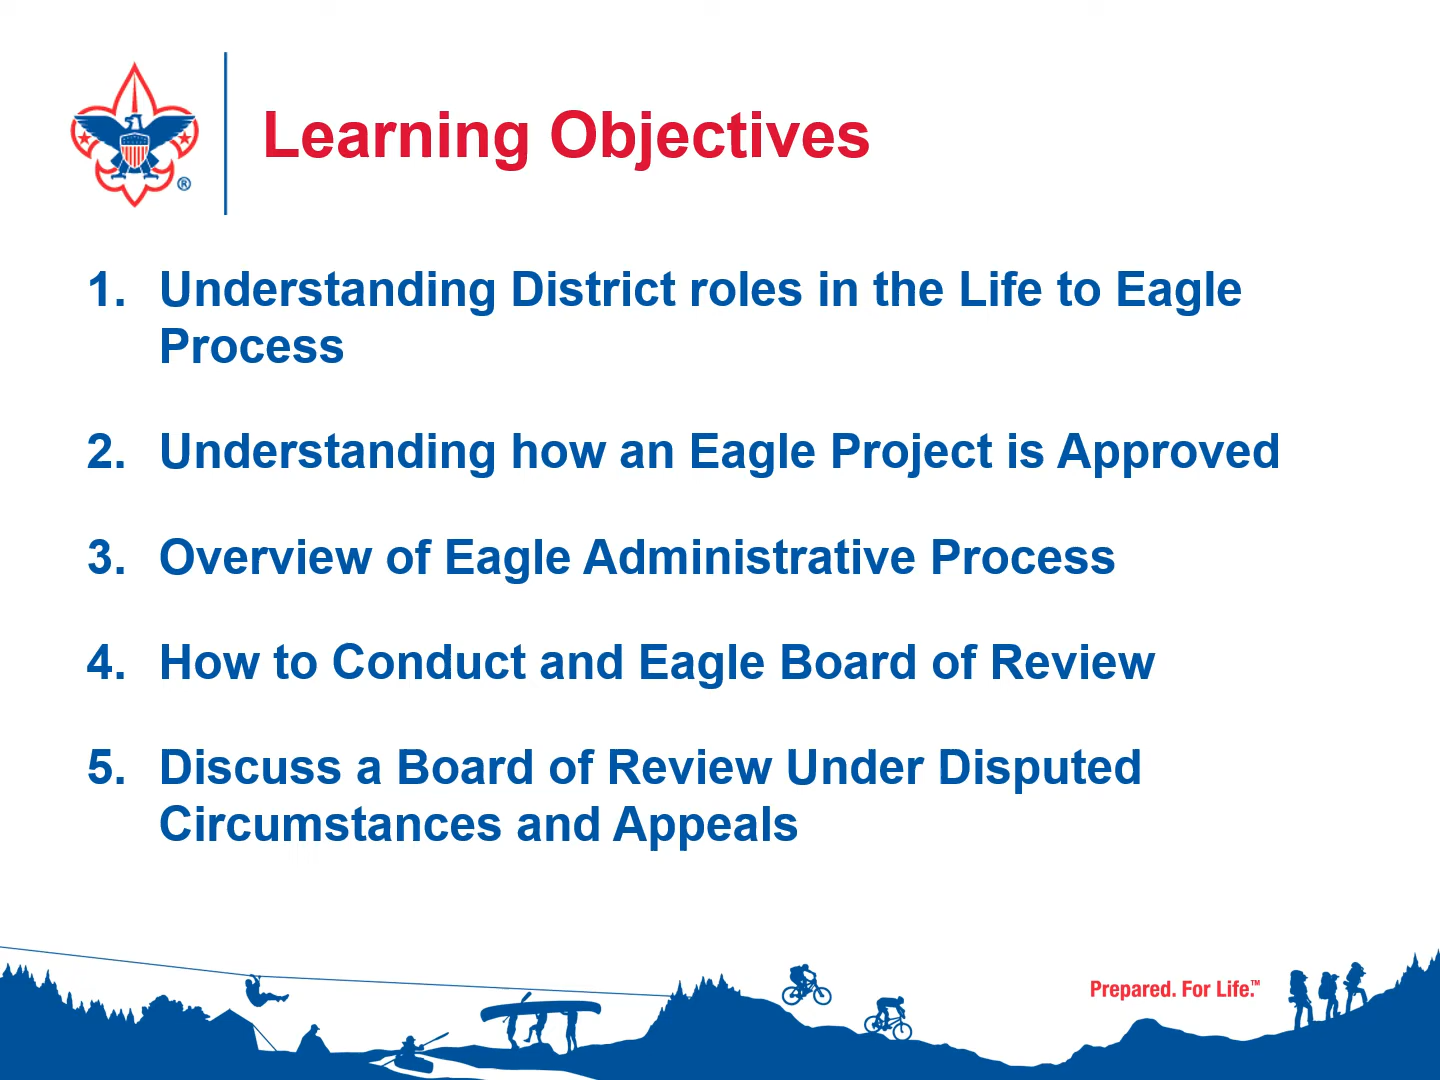 Learning Objectives
1. Understanding District roles in the Life to Eagle
Process
2. Understanding how an Eagle Project is Approved
3. Overview of Eagle Administrative Process
4. How to Conduct and Eagle Board of Review
5. Discuss a Board of Review Under Disputed
Circumstances and Appeals
®
Prepared. For Life.™